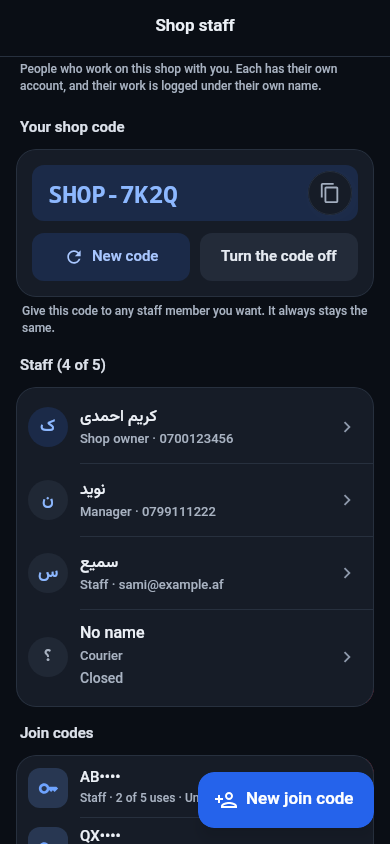 Shop staff
People who work on this shop with you. Each has their own
account, and their work is logged under their own name.
Your shop code
SHOP-7K2Q
New code
Turn the code off
Give this code to any staff member you want. It always stays the
same.
Staff (4 of 5)
ک
کریم احمدی
Shop owner · 0700123456
ن
نوید
Manager · 0799111222
س
سمیع
Staff · sami@example.af
؟
No name
Courier
Closed
Join codes
AB••••
Staff · 2 of 5 uses · Un
New join code
QX••••